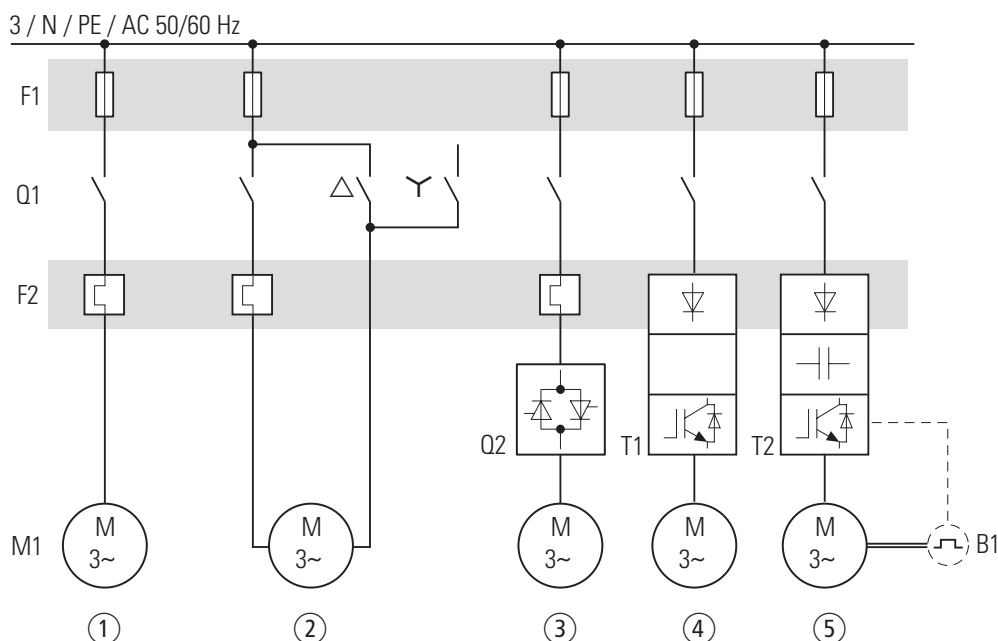 3 / N / PE / AC 50/60 Hz
F1
Q1
F2
Q2
T1
T2
M1
M
3~
M
3~
M
3~
M
3~
M
3~
B1
①
②
③
④
⑤